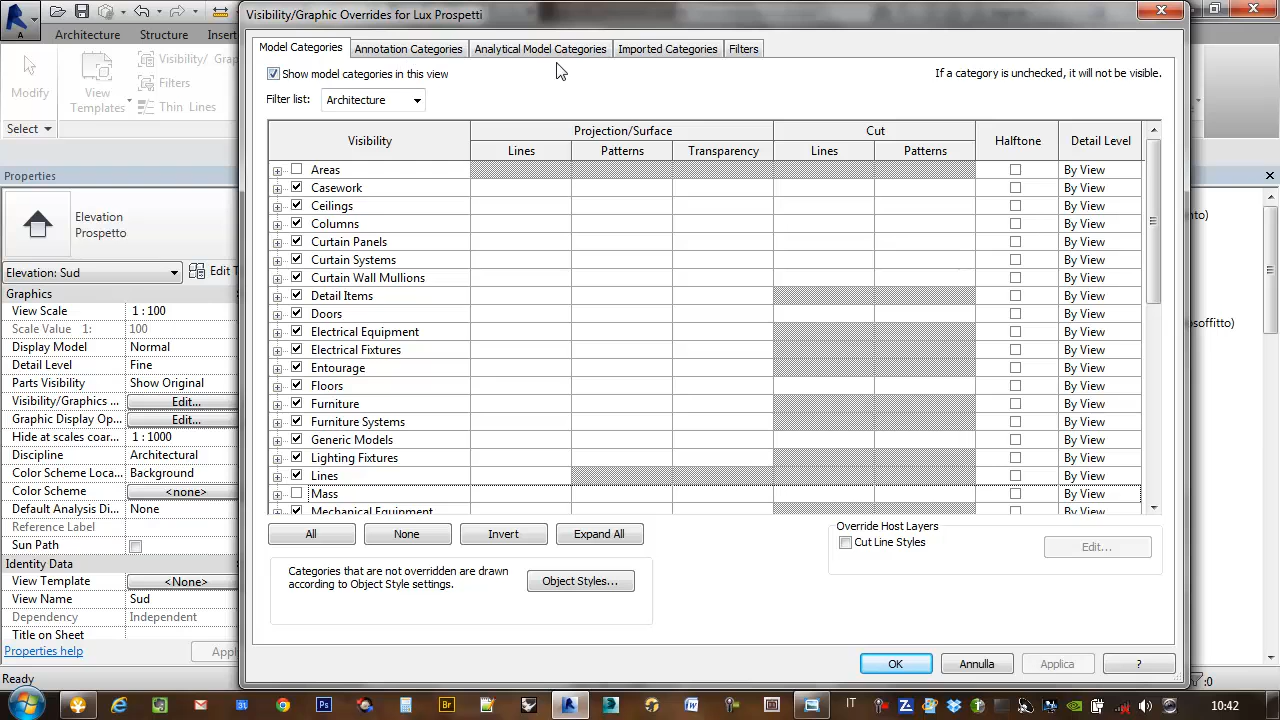 Visibility/Graphic Overrides for Lux Prospetti
Architecture
Structure
Insert
Modify
View
Templates
Visibility/ Grap
Filters
Thin Lines
Select
Properties
Elevation
Prospetto
Elevation: Sud
Edit T
Graphics
View Scale 1 : 100
Scale Value 1: 100
Display Model Normal
Detail Level Fine
Parts Visibility Show Original
Visibility/Graphics ... Edit...
Graphic Display Op... Edit...
Hide at scales coar... 1 : 1000
Discipline Architectural
Color Scheme Loca... Background
Color Scheme <none>
Default Analysis Di... None
Reference Label
Sun Path
Identity Data
View Template <None>
View Name Sud
Dependency Independent
Title on Sheet
Properties help
Appl
Ready
Model Categories
Annotation Categories
Analytical Model Categories
Imported Categories
Filters
Show model categories in this view
If a category is unchecked, it will not be visible.
Filter list: Architecture
Visibility
Projection/Surface
Cut
Halftone
Detail Level
Lines
Patterns
Transparency
Lines
Patterns
Areas By View
Casework By View
Ceilings By View
Columns By View
Curtain Panels By View
Curtain Systems By View
Curtain Wall Mullions By View
Detail Items By View
Doors By View
Electrical Equipment By View
Electrical Fixtures By View
Entourage By View
Floors By View
Furniture By View
Furniture Systems By View
Generic Models By View
Lighting Fixtures By View
Lines By View
Mass By View
Mechanical Equipment By View
All
None
Invert
Expand All
Override Host Layers
Cut Line Styles
Edit...
Categories that are not overridden are drawn
according to Object Style settings.
Object Styles...
OK
Annulla
Applica
?
nto)
osoffitto)
:0
IT
10:42